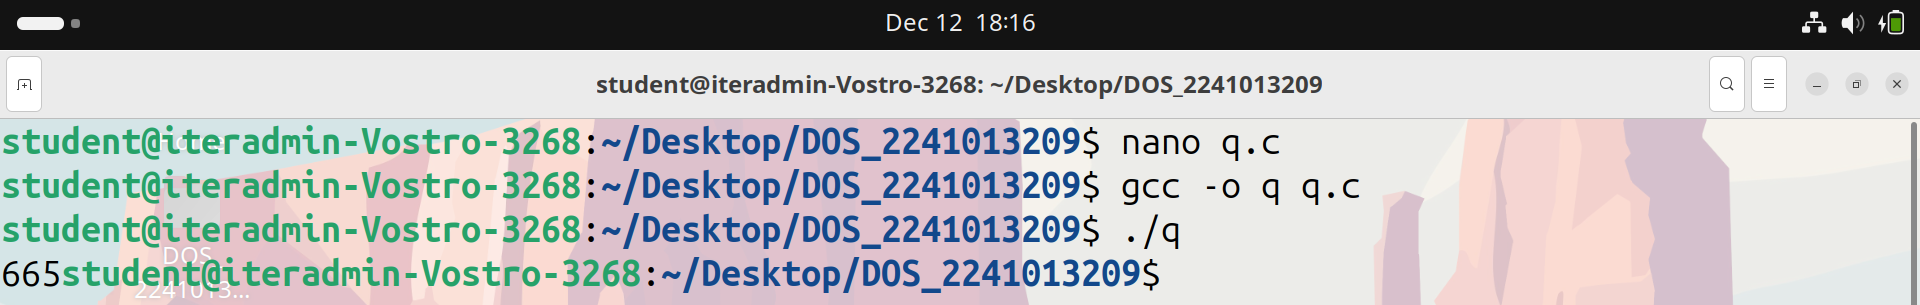 Dec 12 18:16
student@iteradmin-Vostro-3268: ~/Desktop/DOS_2241013209
student@iteradmin-Vostro-3268:~/Desktop/DOS_2241013209$ nano q.c
student@iteradmin-Vostro-3268:~/Desktop/DOS_2241013209$ gcc -o q q.c
student@iteradmin-Vostro-3268:~/Desktop/DOS_2241013209$ ./q
DOS
665student@iteradmin-Vostro-3268:~/Desktop/DOS_2241013209$
2241013...